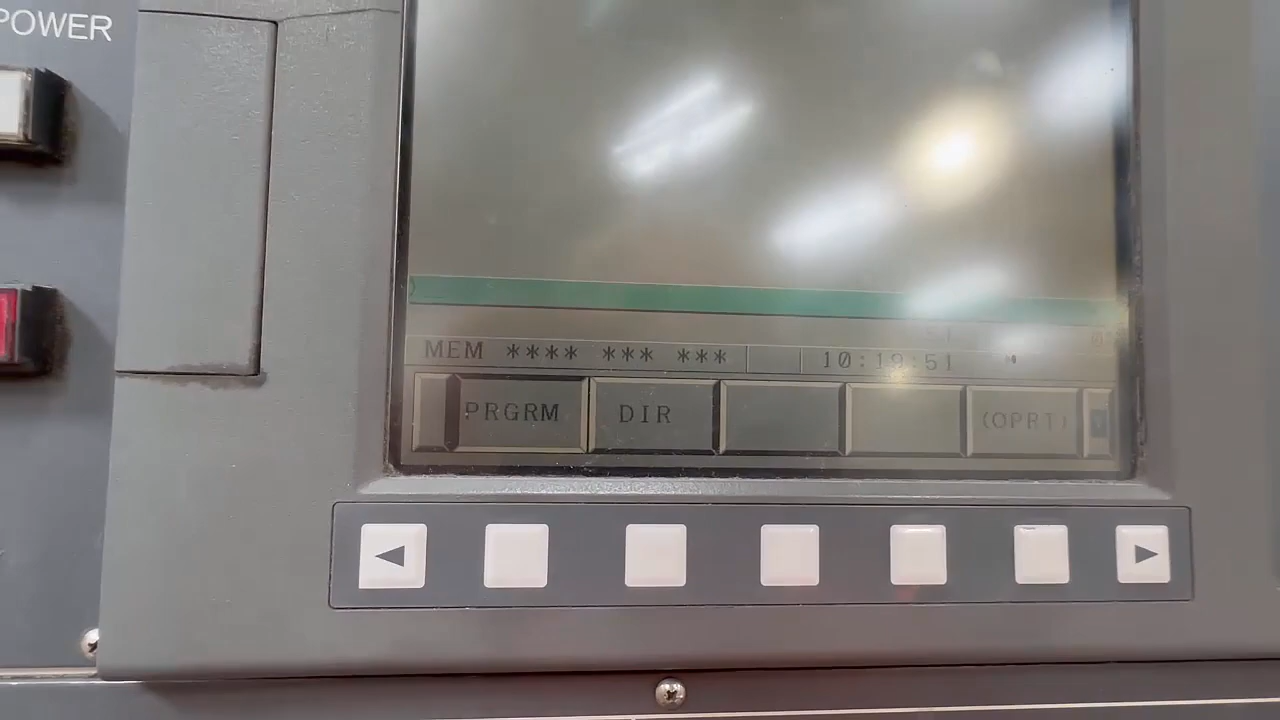 POWER
MEM **** *** ***
10:19:51
PRGRM
DIR
(OPRT)